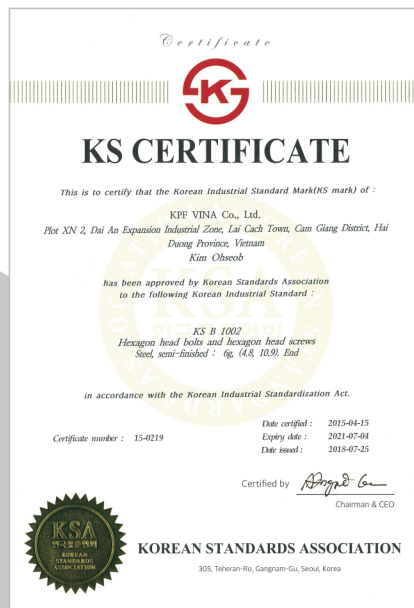 Certificate
KS CERTIFICATE
This is to certify that the Korean Industrial Standard Mark(KS mark) of :
KPF VINA Co., Ltd.
Plot XN 2, Dai An Expansion Industrial Zone, Lai Cach Town, Cam Giang District, Hai
Duong Province, Vietnam
Kim Ohseob
has been approved by Korean Standards Association
to the following Korean Industrial Standard :
KS B 1002
Hexagon head bolts and hexagon head screws
Steel, semi-finished : 6g, (4.8, 10.9). End
in accordance with the Korean Industrial Standardization Act.
Certificate number : 15-0219
Date certified : 2015-04-15
Expiry date : 2021-07-04
Date issued : 2018-07-25
Certified by
Chairman & CEO
KSA
한국표준협회
KOREAN
STANDARDS
ASSOCIATION
KOREAN STANDARDS ASSOCIATION
305, Teheran-Ro, Gangnam-Gu, Seoul, Korea